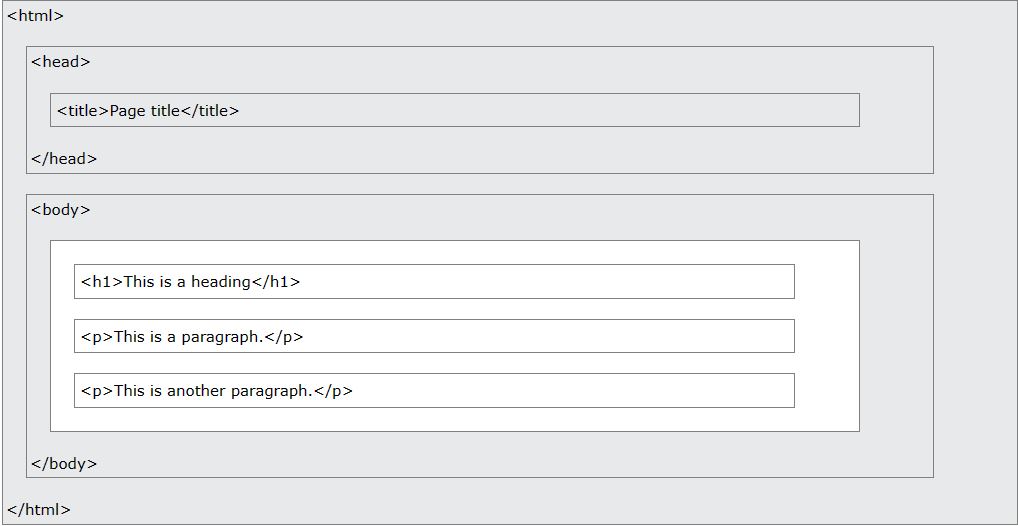 <html>
<head>
<title>Page title</title>
</head>
<body>
<h1>This is a heading</h1>
<p>This is a paragraph.</p>
<p>This is another paragraph.</p>
</body>
</html>